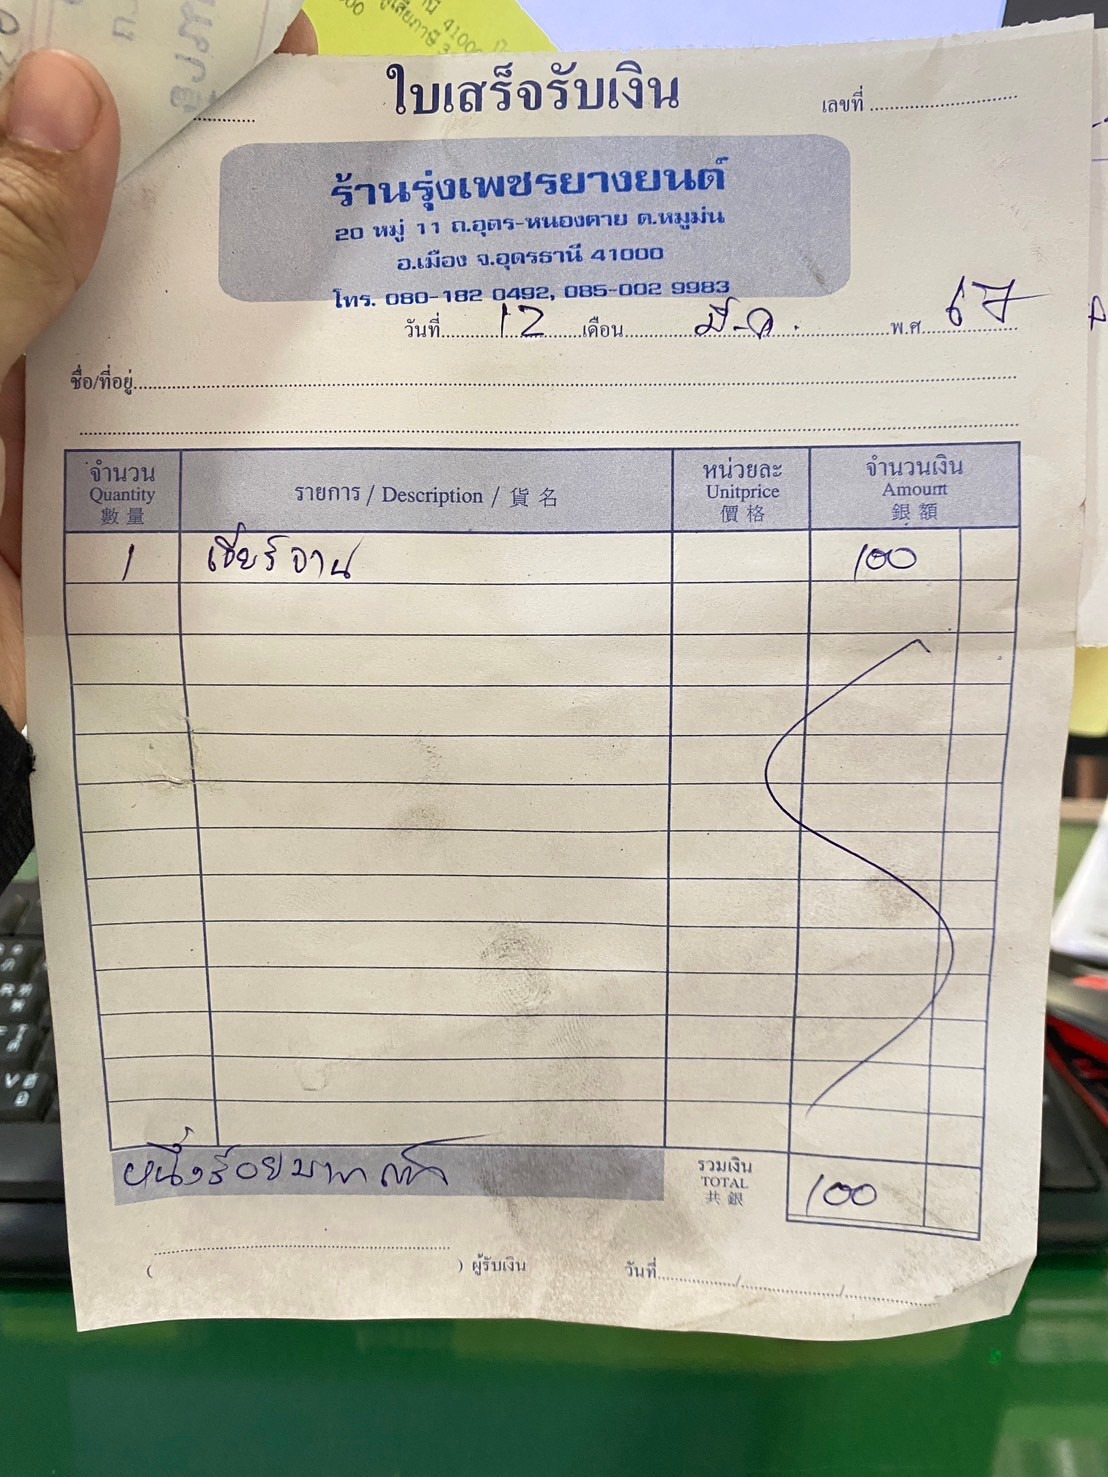 ใบเสร็จรับเงิน
เลขที่
ร้านรุ่งเพชรยางยนต์
20 หมู่ 11 ถ.อุดร-หนองคาย ต.หมูม่น
อ.เมือง จ.อุดรธานี 41000
โทร. 080-182 0492, 085-002 9983
วันที่ 12 เดือน มี.ค. พ.ศ. 67
ชื่อ/ที่อยู่
จำนวน รายการ / Description / 貨名 หน่วยละ จำนวนเงิน
Quantity Unitprice Amount
數量 價格 銀額
1 เจียร์จาน 100
หนึ่งร้อยบาทถ้วน รวมเงิน
TOTAL 100
共銀
( ) ผู้รับเงิน วันที่ / /